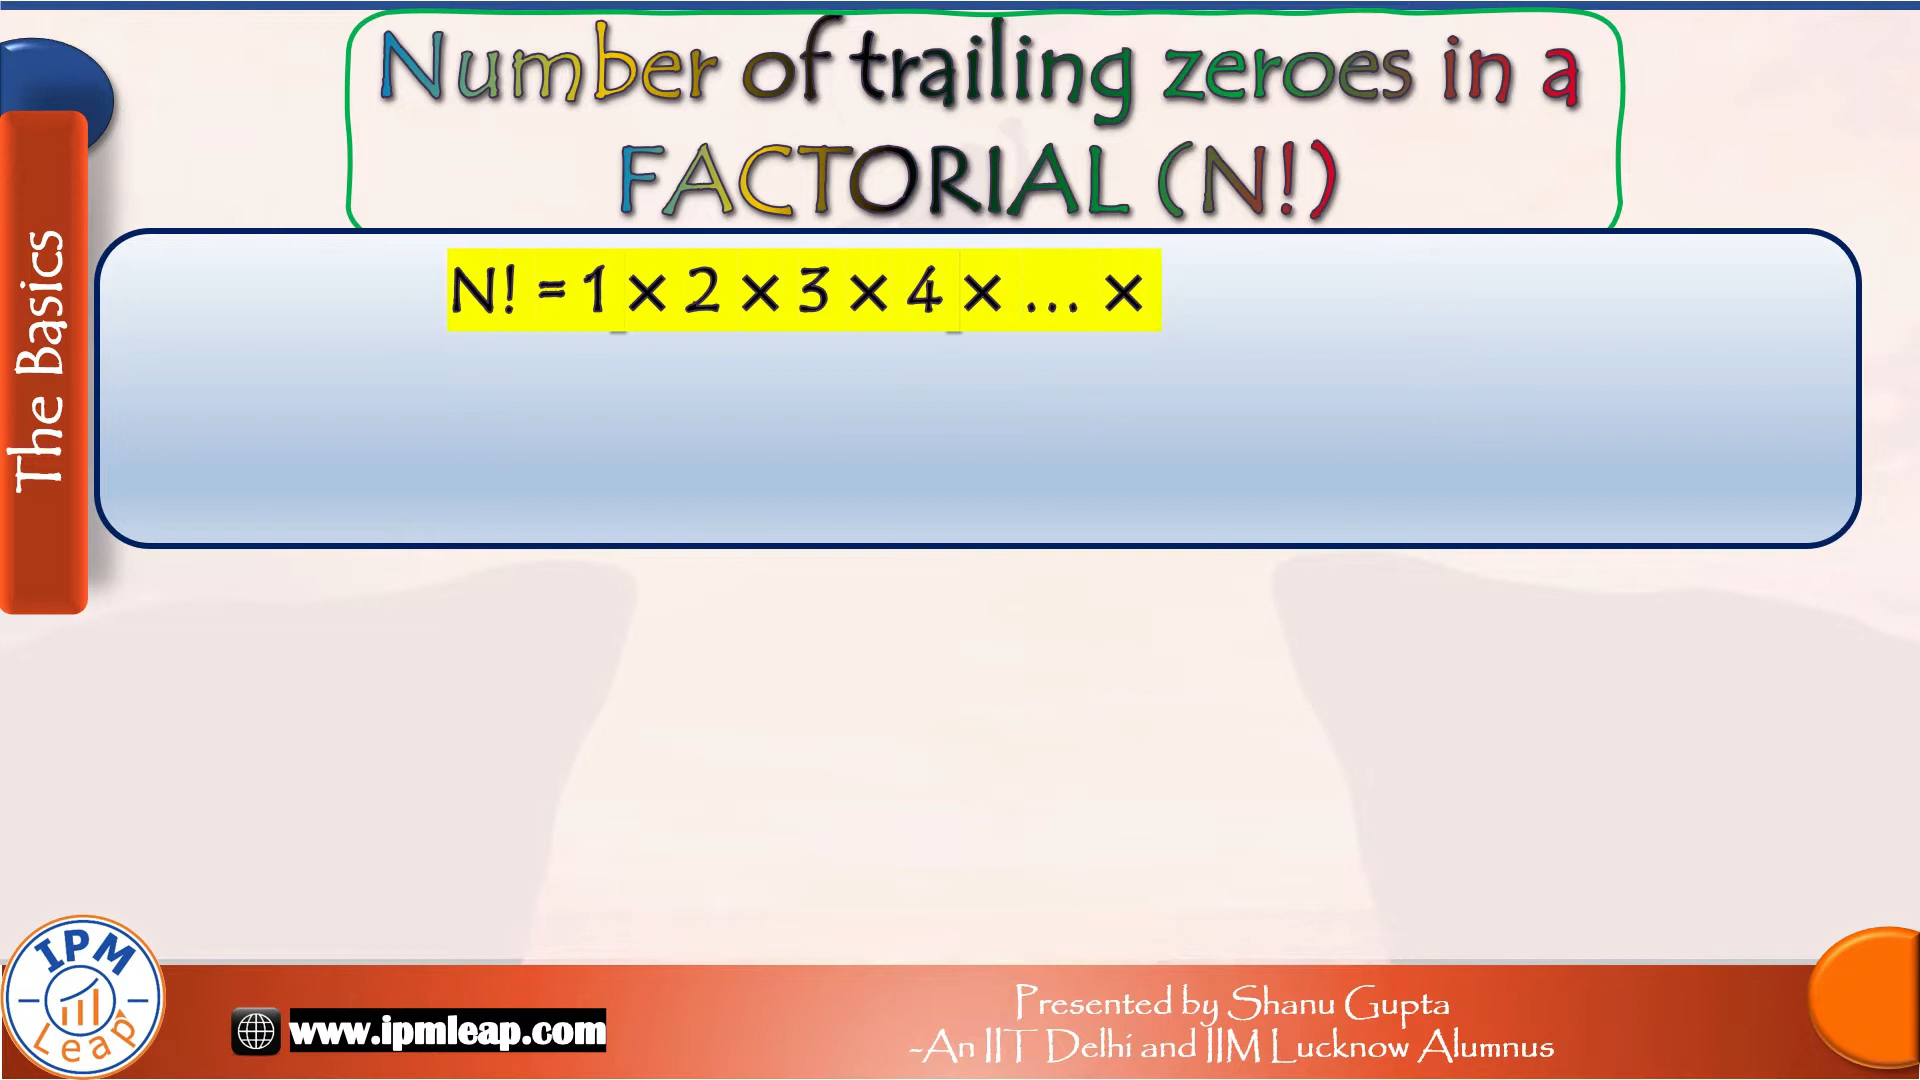 Number of trailing zeroes in a
FACTORIAL (N!)
The Basics
N! = 1 × 2 × 3 × 4 × … ×
IPM
Leap
www.ipmleap.com
Presented by Shanu Gupta
-An IIT Delhi and IIM Lucknow Alumnus